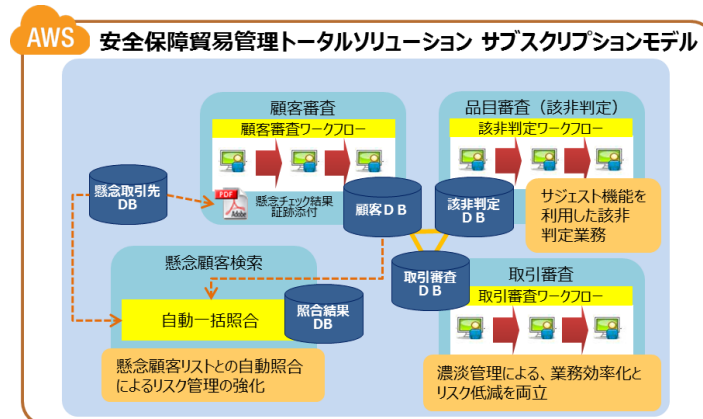 AWS
安全保障貿易管理トータルソリューション サブスクリプションモデル
顧客審査
顧客審査ワークフロー
品目審査（該非判定）
該非判定ワークフロー
懸念取引先
DB
PDF
Adobe
懸念チェック結果
証跡添付
顧客ＤＢ
該非判定
ＤＢ
サジェスト機能を
利用した該非
判定業務
取引審査
ＤＢ
懸念顧客検索
自動一括照合
照合結果
DB
取引審査
取引審査ワークフロー
懸念顧客リストとの自動照合
によるリスク管理の強化
濃淡管理による、業務効率化と
リスク低減を両立